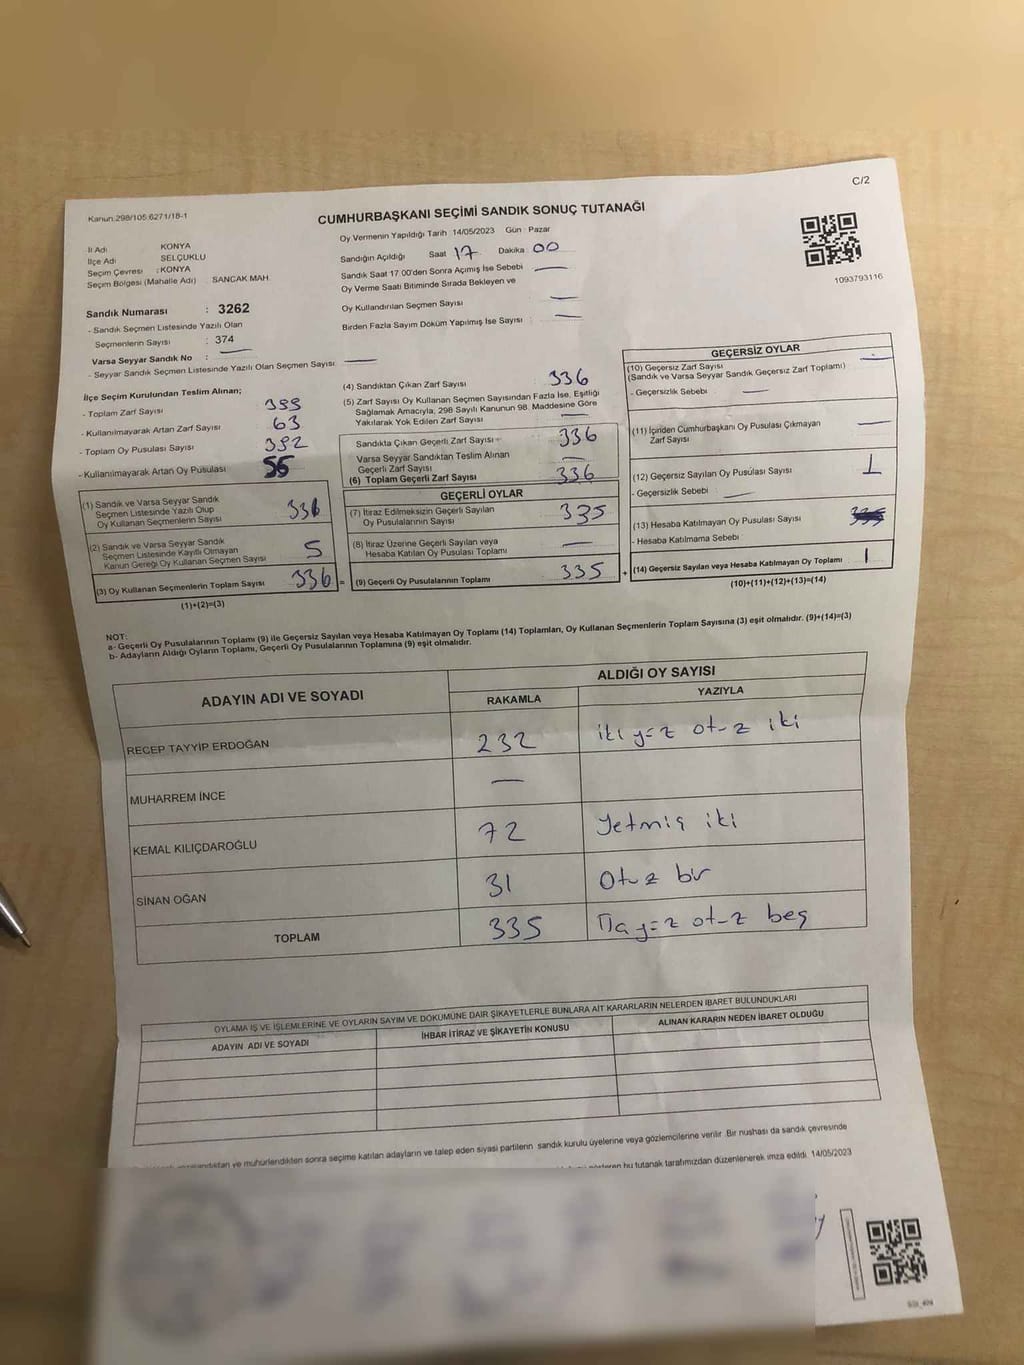 C/2
Kanun:298/105;6271/18-1
CUMHURBAŞKANI SEÇİMİ SANDIK SONUÇ TUTANAĞI
1093793116
İl Adı KONYA
İlçe Adı SELÇUKLU
Seçim Çevresi : KONYA
Seçim Bölgesi (Mahalle Adı) SANCAK MAH.
Sandık Numarası : 3262
- Sandık Seçmen Listesinde Yazılı Olan
Seçmenlerin Sayısı : 374
Varsa Seyyar Sandık No : —
- Seyyar Sandık Seçmen Listesinde Yazılı Olan Seçmen Sayısı —
Oy Vermenin Yapıldığı Tarih : 14/05/2023 Gün : Pazar
Sandığın Açıldığı Saat 17 Dakika : 00
Sandık Saat 17:00'den Sonra Açılmış İse Sebebi —
Oy Verme Saati Bitiminde Sırada Bekleyen ve
Oy Kullandırılan Seçmen Sayısı —
Birden Fazla Sayım Döküm Yapılmış İse Sayısı : —
İlçe Seçim Kurulundan Teslim Alınan;
- Toplam Zarf Sayısı 399
- Kullanılmayarak Artan Zarf Sayısı 63
- Toplam Oy Pusulası Sayısı 392
- Kullanılmayarak Artan Oy Pusulası 56
(1) Sandık ve Varsa Seyyar Sandık
Seçmen Listesinde Yazılı Olup
Oy Kullanan Seçmenlerin Sayısı 336
(2) Sandık ve Varsa Seyyar Sandık
Seçmen Listesinde Kayıtlı Olmayan
Kanun Gereği Oy Kullanan Seçmen Sayısı 5
(3) Oy Kullanan Seçmenlerin Toplam Sayısı 336 =
(1)+(2)=(3)
(4) Sandıktan Çıkan Zarf Sayısı 336
(5) Zarf Sayısı Oy Kullanan Seçmen Sayısından Fazla İse, Eşitliği
Sağlamak Amacıyla, 298 Sayılı Kanunun 98. Maddesine Göre
Yakılarak Yok Edilen Zarf Sayısı —
Sandıkta Çıkan Geçerli Zarf Sayısı 336
Varsa Seyyar Sandıktan Teslim Alınan
Geçerli Zarf Sayısı —
(6) Toplam Geçerli Zarf Sayısı 336
GEÇERLİ OYLAR
(7) İtiraz Edilmeksizin Geçerli Sayılan
Oy Pusulalarının Sayısı 335
(8) İtiraz Üzerine Geçerli Sayılan veya
Hesaba Katılan Oy Pusulası Toplamı —
(9) Geçerli Oy Pusulalarının Toplamı 335 +
GEÇERSİZ OYLAR
(10) Geçersiz Zarf Sayısı —
(Sandık ve Varsa Seyyar Sandık Geçersiz Zarf Toplamı)
- Geçersizlik Sebebi —
(11) İçinden Cumhurbaşkanı Oy Pusulası Çıkmayan
Zarf Sayısı —
(12) Geçersiz Sayılan Oy Pusulası Sayısı 1
- Geçersizlik Sebebi —
(13) Hesaba Katılmayan Oy Pusulası Sayısı
- Hesaba Katılmama Sebebi
(14) Geçersiz Sayılan veya Hesaba Katılmayan Oy Toplamı 1
(10)+(11)+(12)+(13)=(14)
NOT:
a- Geçerli Oy Pusulalarının Toplamı (9) ile Geçersiz Sayılan veya Hesaba Katılmayan Oy Toplamı (14) Toplamları, Oy Kullanan Seçmenlerin Toplam Sayısına (3) eşit olmalıdır. (9)+(14)=(3)
b- Adayların Aldığı Oyların Toplamı, Geçerli Oy Pusulalarının Toplamına (9) eşit olmalıdır.
ADAYIN ADI VE SOYADI
ALDIĞI OY SAYISI
RAKAMLA YAZIYLA
RECEP TAYYİP ERDOĞAN 232 iki yüz otuz iki
MUHARREM İNCE —
KEMAL KILIÇDAROĞLU 72 Yetmiş iki
SİNAN OĞAN 31 Otuz bir
TOPLAM 335 Üç yüz otuz beş
OYLAMA İŞ VE İŞLEMLERİNE VE OYLARIN SAYIM VE DÖKÜMÜNE DAİR ŞİKAYETLERLE BUNLARA AİT KARARLARIN NELERDEN İBARET BULUNDUKLARI
ADAYIN ADI VE SOYADI İHBAR İTİRAZ VE ŞİKAYETİN KONUSU ALINAN KARARIN NEDEN İBARET OLDUĞU
ve mühürlendikten sonra seçime katılan adayların ve talep eden siyasi partilerin sandık kurulu üyelerine veya gözlemcilerine verilir. Bir nüshası da sandık çevresinde
bu tutanak tarafımızdan düzenlenerek imza edildi. 14/05/2023